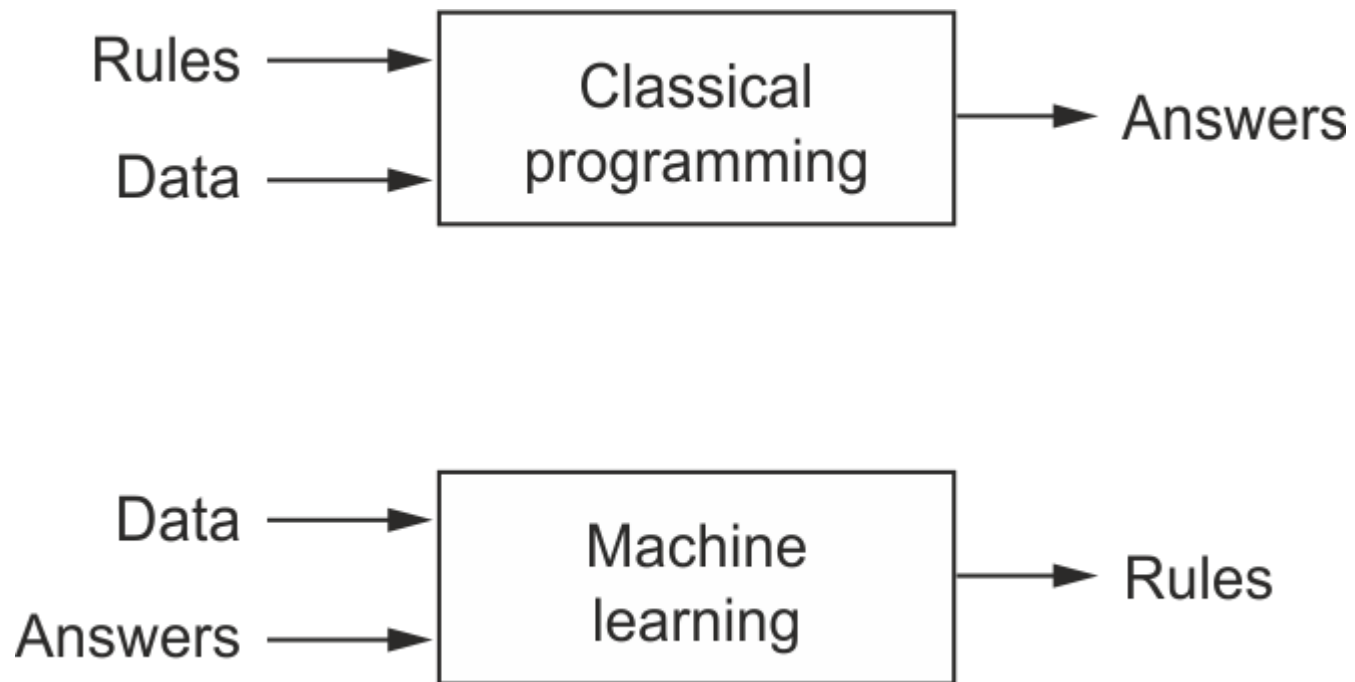 Rules
Data
Classical
programming
Answers
Data
Answers
Machine
learning
Rules